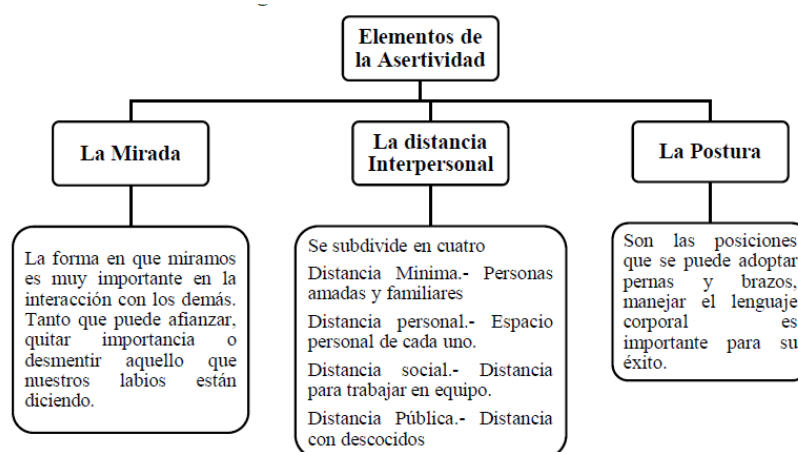 Elementos de
la Asertividad
La Mirada
La distancia
Interpersonal
La Postura
La forma en que miramos
es muy importante en la
interacción con los demás.
Tanto que puede afianzar,
quitar importancia o
desmentir aquello que
nuestros labios están
diciendo.
Se subdivide en cuatro
Distancia Minima.- Personas
amadas y familiares
Distancia personal.- Espacio
personal de cada uno.
Distancia social.- Distancia
para trabajar en equipo.
Distancia Pública.- Distancia
con descocidos
Son las posiciones
que se puede adoptar
pernas y brazos,
manejar el lenguaje
corporal es
importante para su
éxito.